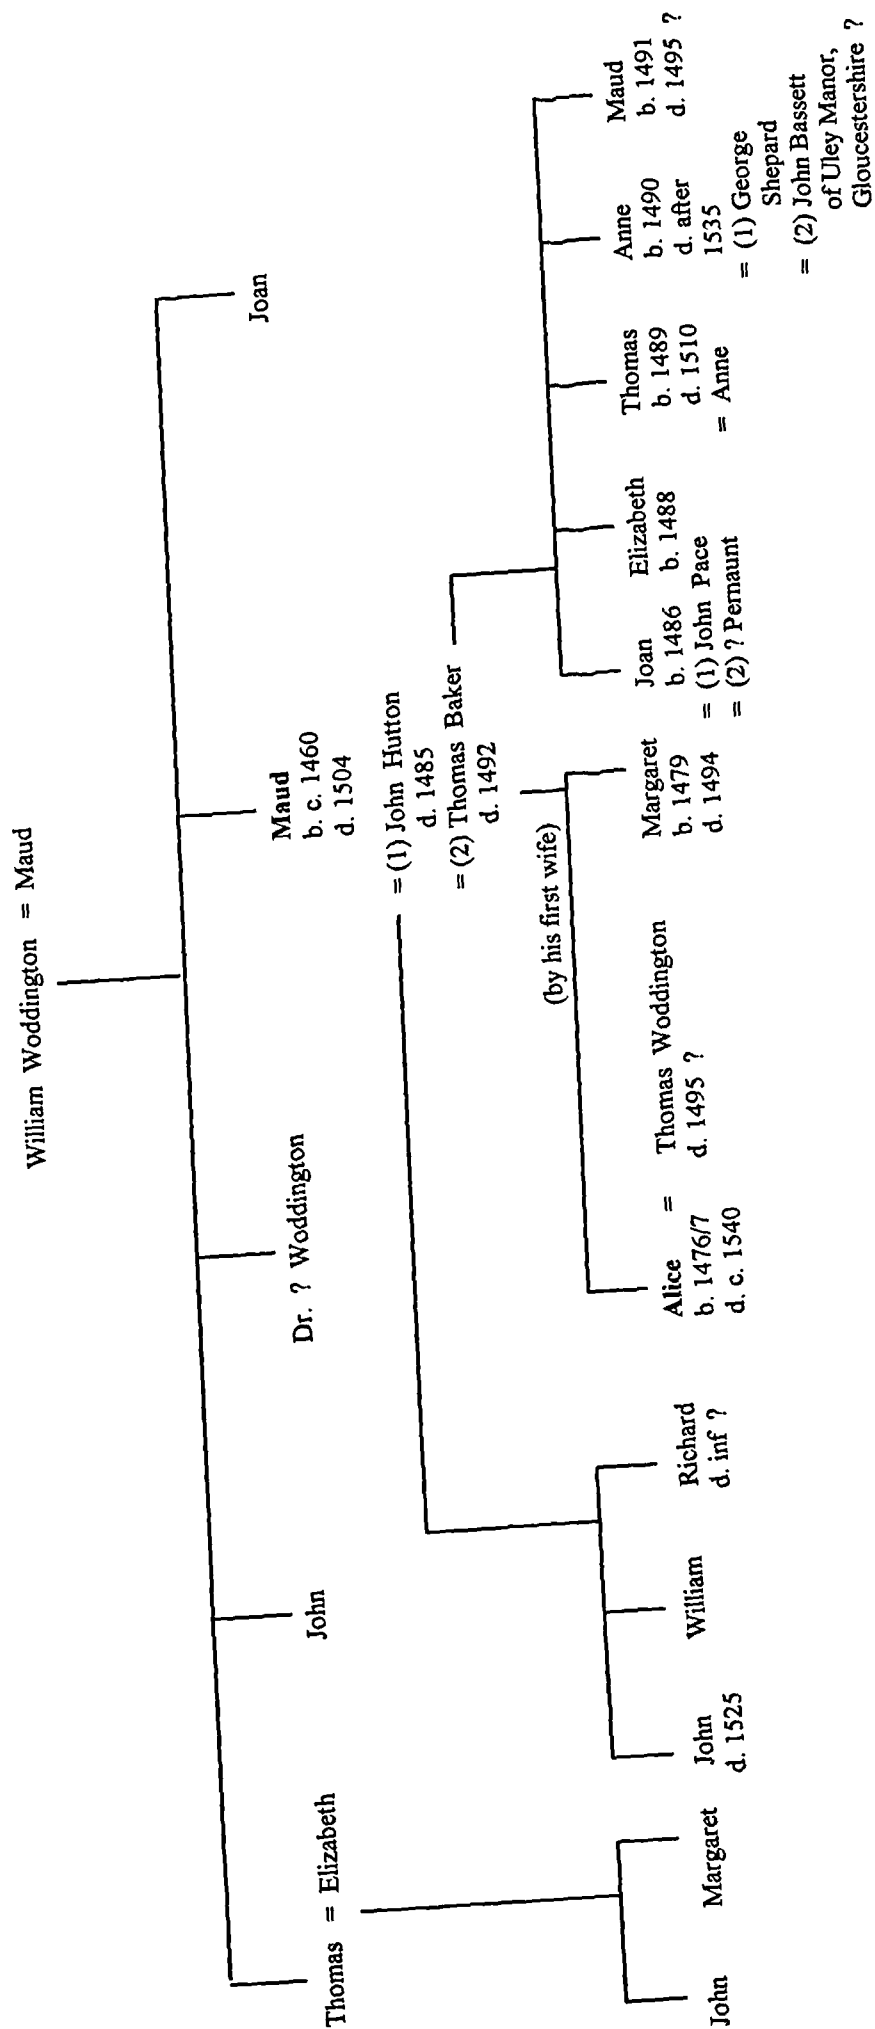 William Woddington = Maud
Thomas = Elizabeth
John
Dr. ? Woddington
Maud
b. c. 1460
d. 1504
Joan
= (1) John Hutton
d. 1485
= (2) Thomas Baker
d. 1492
(by his first wife)
John
Margaret
John
d. 1525
William
Richard
d. inf ?
Alice = Thomas Woddington
b. 1476/7
d. 1495 ?
d. c. 1540
Margaret
b. 1479
d. 1494
Joan
b. 1486
= (1) John Pace
= (2) ? Pernaunt
Elizabeth
b. 1488
Thomas
b. 1489
d. 1510
= Anne
Anne
b. 1490
d. after
1535
= (1) George
Shepard
= (2) John Bassett
of Uley Manor,
Gloucestershire ?
Maud
b. 1491
d. 1495 ?